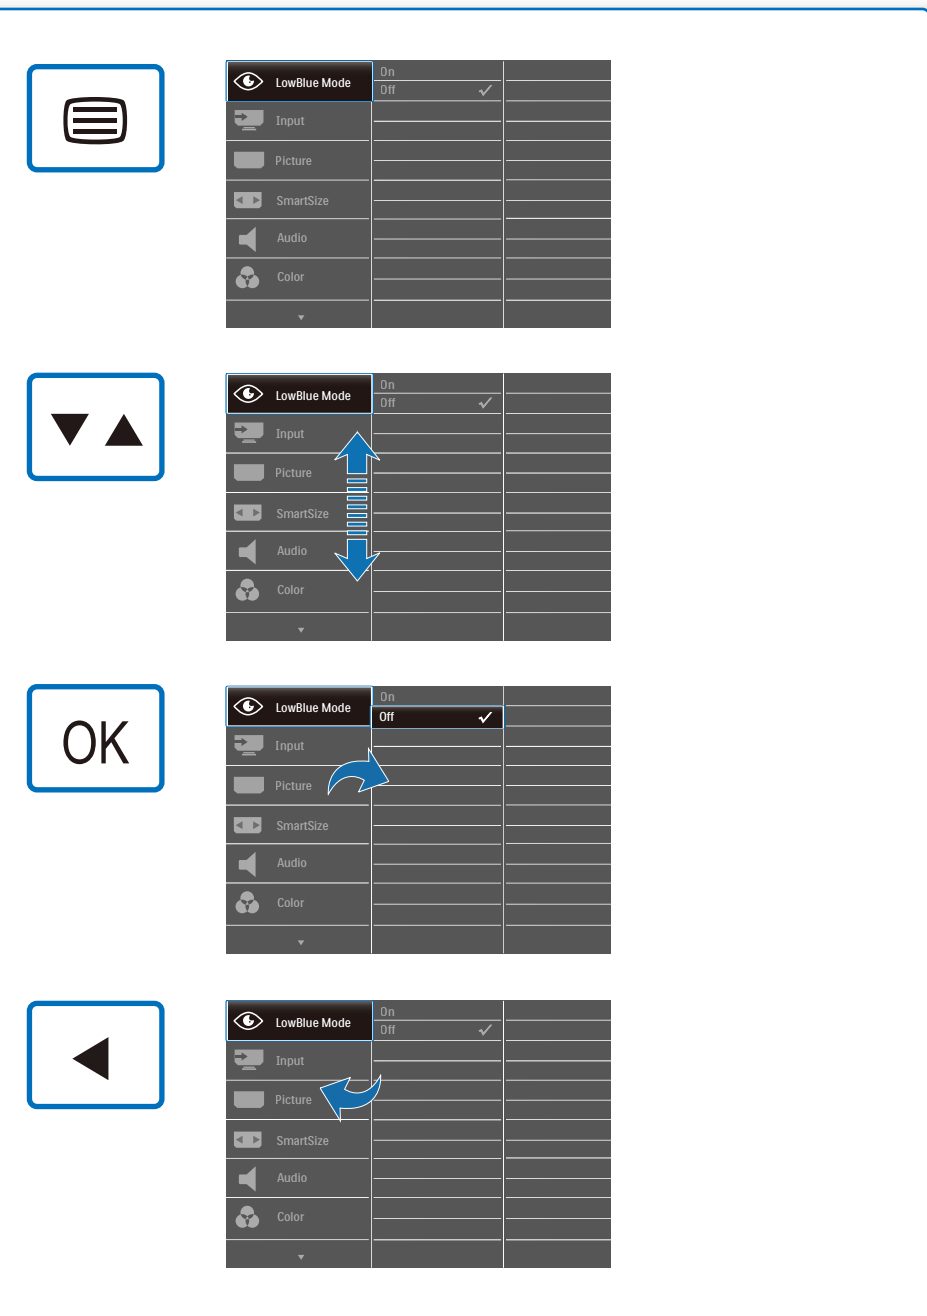 LowBlue Mode
On
Off
Input
Picture
SmartSize
Audio
Color
LowBlue Mode
On
Off
Input
Picture
SmartSize
Audio
Color
OK
LowBlue Mode
On
Off
Input
Picture
SmartSize
Audio
Color
LowBlue Mode
On
Off
Input
Picture
SmartSize
Audio
Color